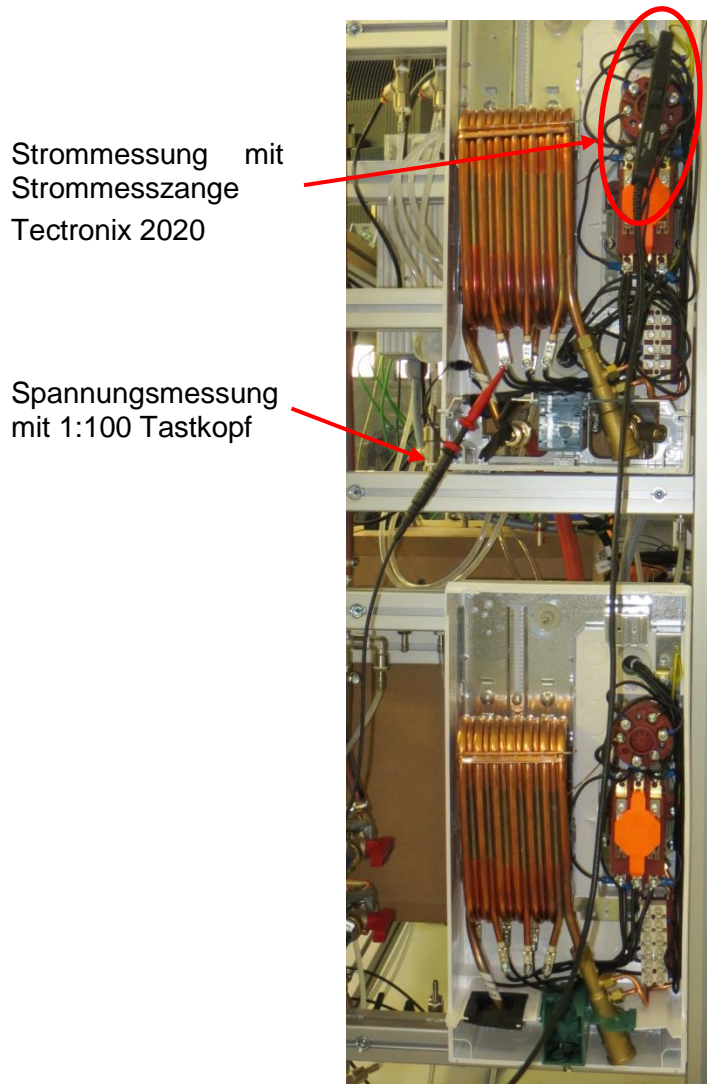 Strommessung mit
Strommesszange
Tectronix 2020
Spannungsmessung
mit 1:100 Tastkopf